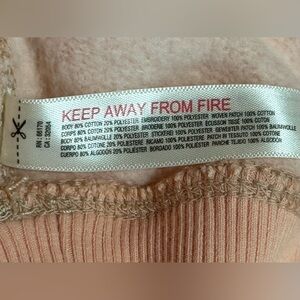 KEEP AWAY FROM FIRE
BODY 80% COTTON 20% POLYESTER EMBROIDERY 100% POLYESTER WOVEN PATCH 100% COTTON
CORPS 80% COTON 20% POLYESTER BRODERIE 100% POLYESTER ÉCUSSON TISSÉ 100% COTON
KÖRPER 80% BAUMWOLLE 20% POLYESTER STICKEREI 100% POLYESTER GEWEBTER PATCH 100% BAUMWOLLE
CORPO 80% COTONE 20% POLIESTERE RICAMO 100% POLIESTERE PATCH IN TESSUTO 100% COTONE
CUERPO 80% ALGODÓN 20% POLIÉSTER BORDADO 100% POLIÉSTER PARCHE TEJIDO 100% ALGODÓN